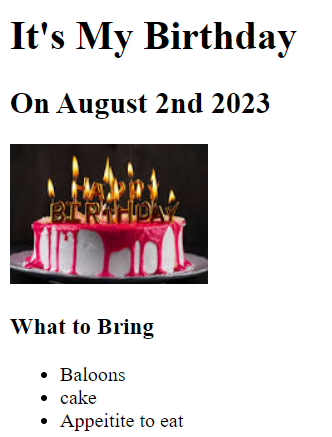 It's My Birthday
On August 2nd 2023
HAPPY
BIRTHDAY
What to Bring
Baloons
cake
Appeitite to eat